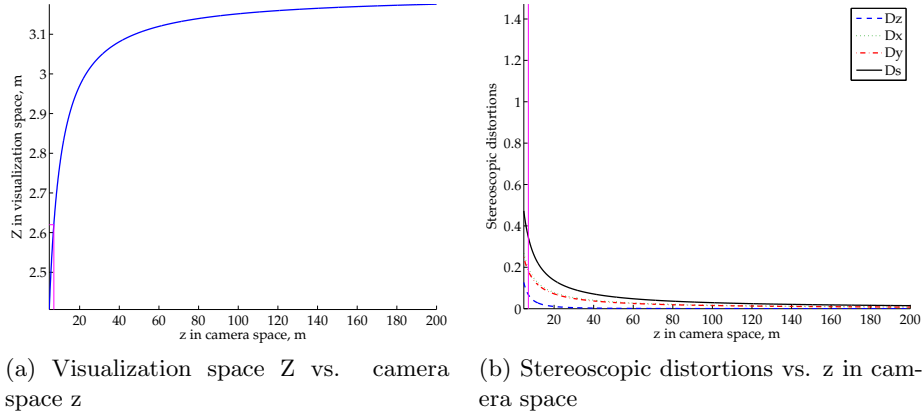 3.1
3
2.9
2.8
2.7
2.6
2.5
Z in visualization space, m
20 40 60 80 100 120 140 160 180 200
z in camera space, m
(a) Visualization space Z vs. camera
space z
1.4
1.2
1
0.8
0.6
0.4
0.2
0
Stereoscopic distortions
Dz
Dx
Dy
Ds
20 40 60 80 100 120 140 160 180 200
z in camera space, m
(b) Stereoscopic distortions vs. z in cam-
era space